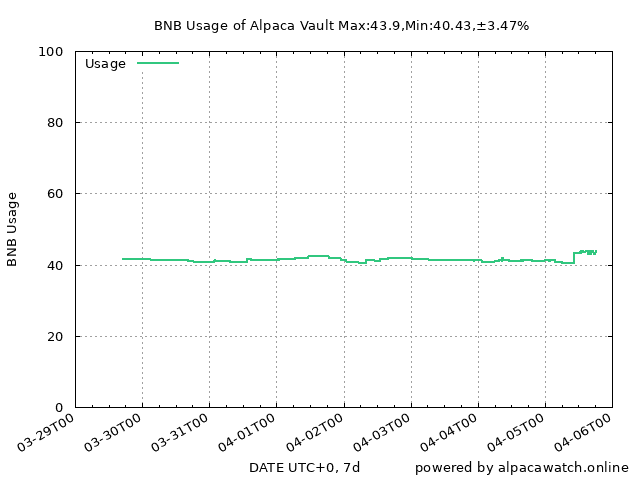 BNB Usage of Alpaca Vault Max:43.9,Min:40.43,±3.47%
100
Usage
80
60
BNB Usage
40
20
0
03-29T00 03-30T00 03-31T00 04-01T00 04-02T00 04-03T00 04-04T00 04-05T00 04-06T00
DATE UTC+0, 7d powered by alpacawatch.online